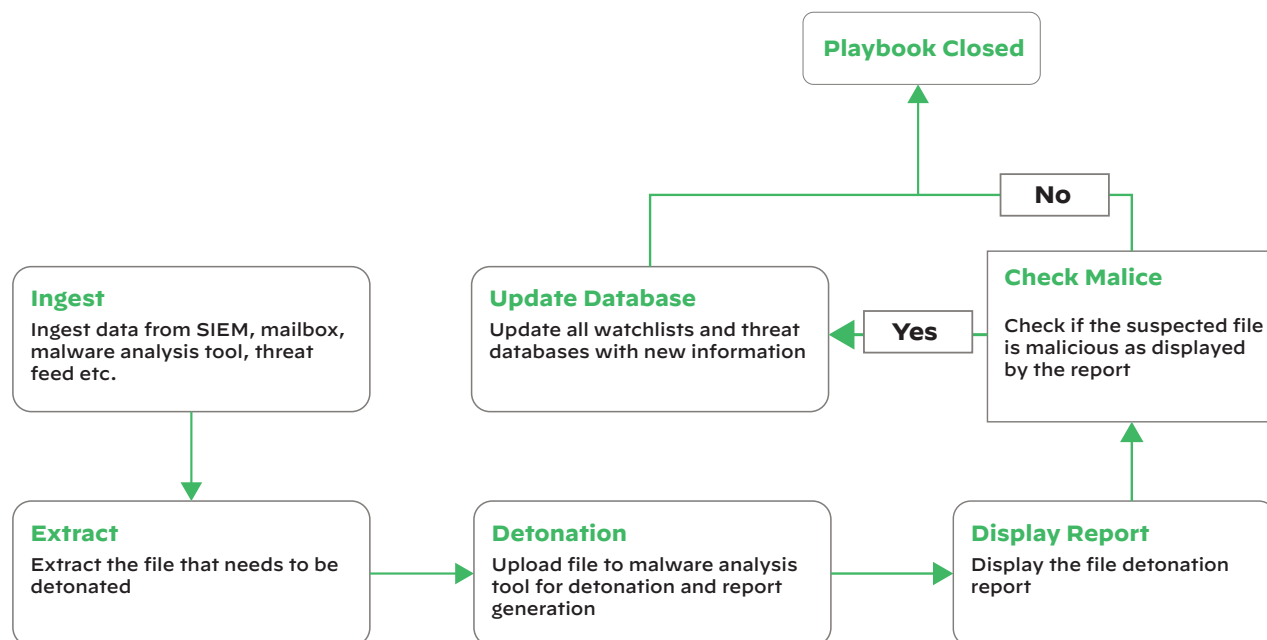 Playbook Closed
No
Ingest
Ingest data from SIEM, mailbox,
malware analysis tool, threat
feed etc.
Update Database
Update all watchlists and threat
databases with new information
Yes
Check Malice
Check if the suspected file
is malicious as displayed
by the report
Extract
Extract the file that needs to be
detonated
Detonation
Upload file to malware analysis
tool for detonation and report
generation
Display Report
Display the file detonation
report